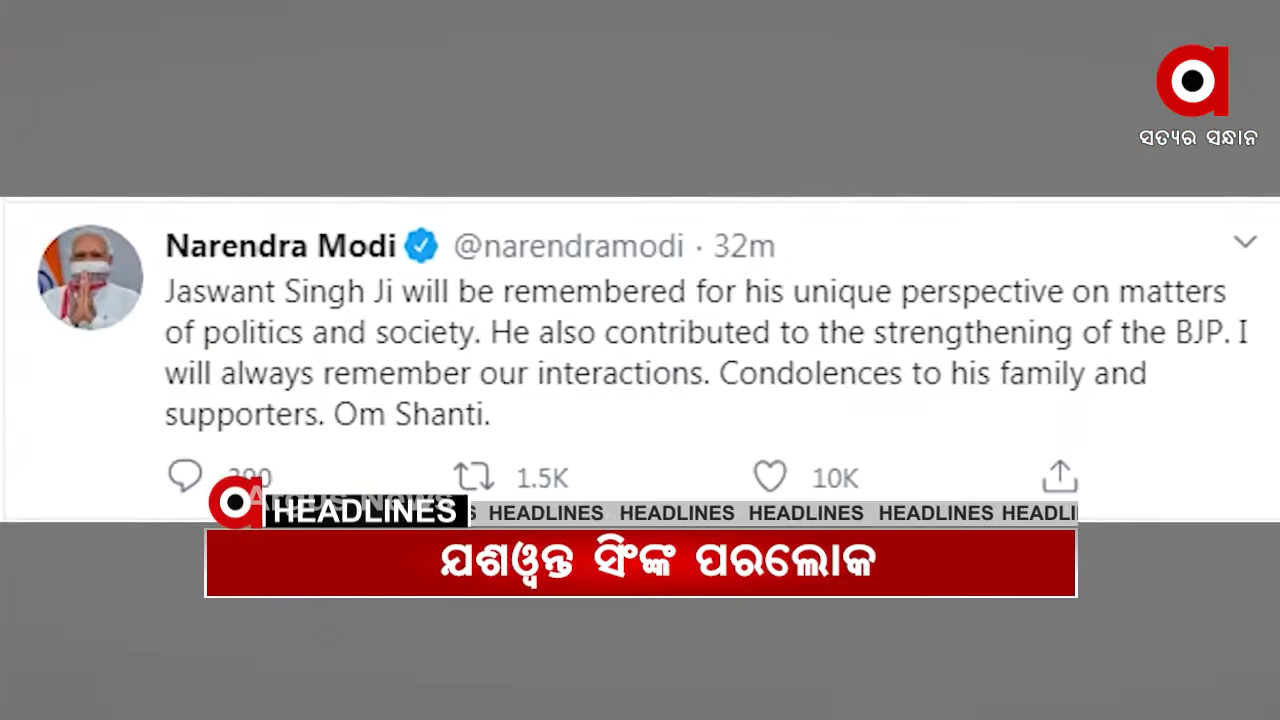 ସତ୍ୟର ସନ୍ଧାନ
Narendra Modi @narendramodi · 32m
Jaswant Singh Ji will be remembered for his unique perspective on matters
of politics and society. He also contributed to the strengthening of the BJP. I
will always remember our interactions. Condolences to his family and
supporters. Om Shanti.
1.5K 10K
HEADLINES HEADLINES HEADLINES HEADLINES HEADLINES HEADLI
ଯଶୱନ୍ତ ସିଂଙ୍କ ପରଲୋକ